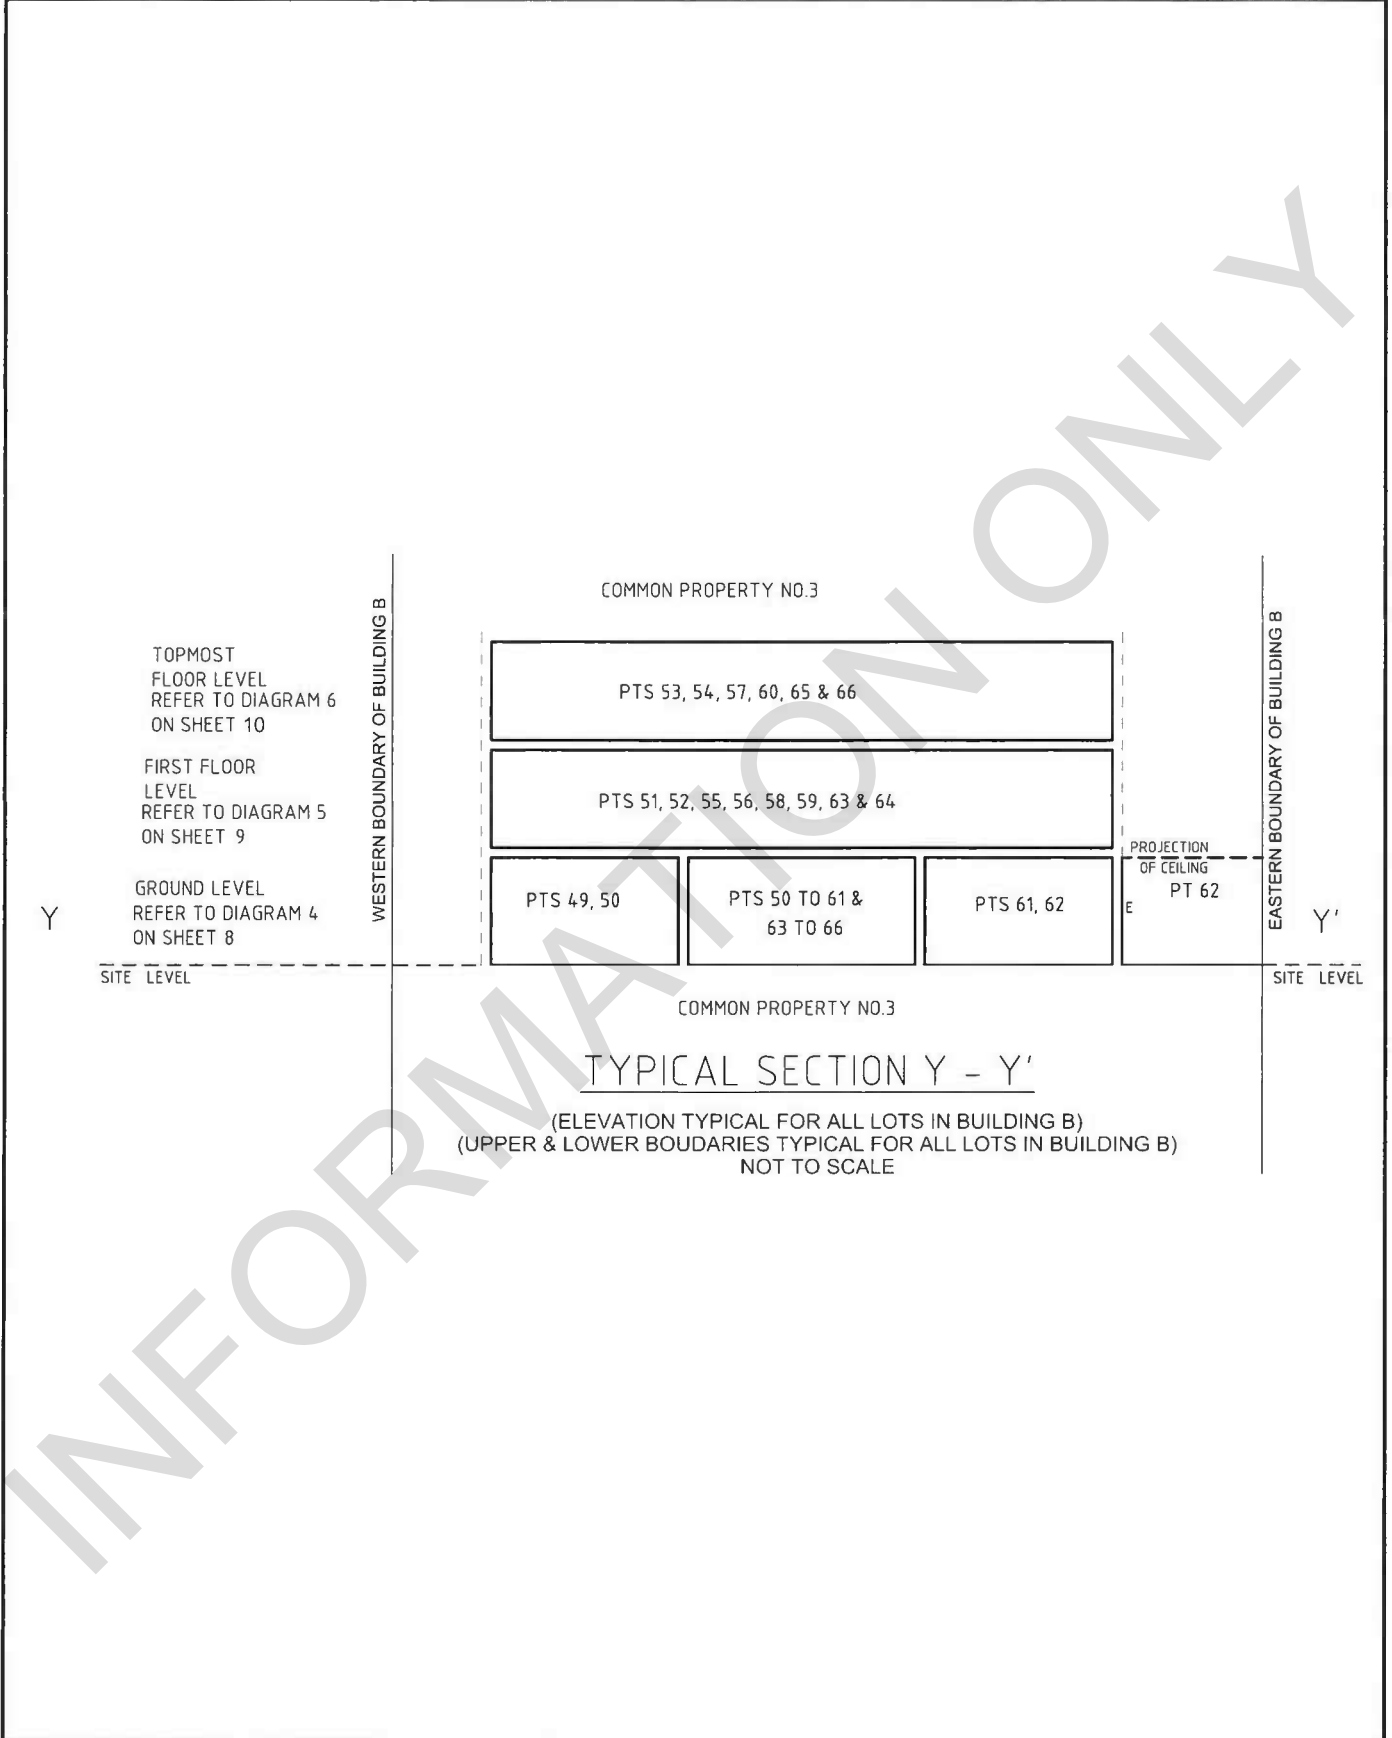 COMMON PROPERTY NO.3
WESTERN BOUNDARY OF BUILDING B
EASTERN BOUNDARY OF BUILDING B
TOPMOST
FLOOR LEVEL
REFER TO DIAGRAM 6
ON SHEET 10
PTS 53, 54, 57, 60, 65 & 66
FIRST FLOOR
LEVEL
REFER TO DIAGRAM 5
ON SHEET 9
PTS 51, 52, 55, 56, 58, 59, 63 & 64
PROJECTION
OF CEILING
PT 62
E
GROUND LEVEL
REFER TO DIAGRAM 4
ON SHEET 8
PTS 49, 50
PTS 50 TO 61 &
63 TO 66
PTS 61, 62
Y
Y'
SITE LEVEL
SITE LEVEL
COMMON PROPERTY NO.3
TYPICAL SECTION Y - Y'
(ELEVATION TYPICAL FOR ALL LOTS IN BUILDING B)
(UPPER & LOWER BOUDARIES TYPICAL FOR ALL LOTS IN BUILDING B)
NOT TO SCALE
INFORMATION ONLY